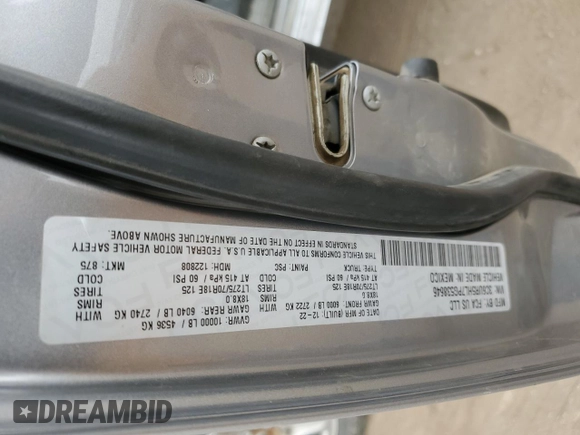 MFD BY: FCA US LLC
VEHICLE MADE IN MEXICO
DATE OF MFR (BUILT): 12-22
GVWR: 10000 LB / 4536 KG
GAWR FRONT: 6000 LB / 2722 KG
GAWR REAR: 6040 LB / 2740 KG
WITH
18X8.0
RIMS
18X8.0
RIMS
LT275/70R18E 125
TIRES
LT275/70R18E 125
TIRES
AT 415 kPa / 60 PSI
COLD
AT 415 kPa / 60 PSI
COLD
TYPE: TRUCK
PAINT: PSC
MDH: 122808
MKT: 875
THIS VEHICLE CONFORMS TO ALL APPLICABLE U.S.A. FEDERAL MOTOR VEHICLE SAFETY
STANDARDS IN EFFECT ON THE DATE OF MANUFACTURE SHOWN ABOVE.
DREAMBID